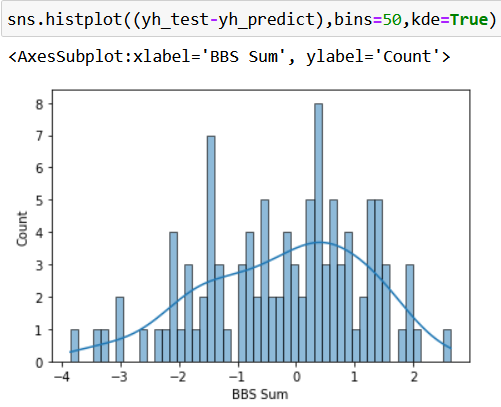 sns.histplot((yh_test-yh_predict),bins=50,kde=True)
<AxesSubplot:xlabel='BBS Sum', ylabel='Count'>
8
7
6
5
4
3
2
1
0
Count
−4 −3 −2 −1 0 1 2
BBS Sum